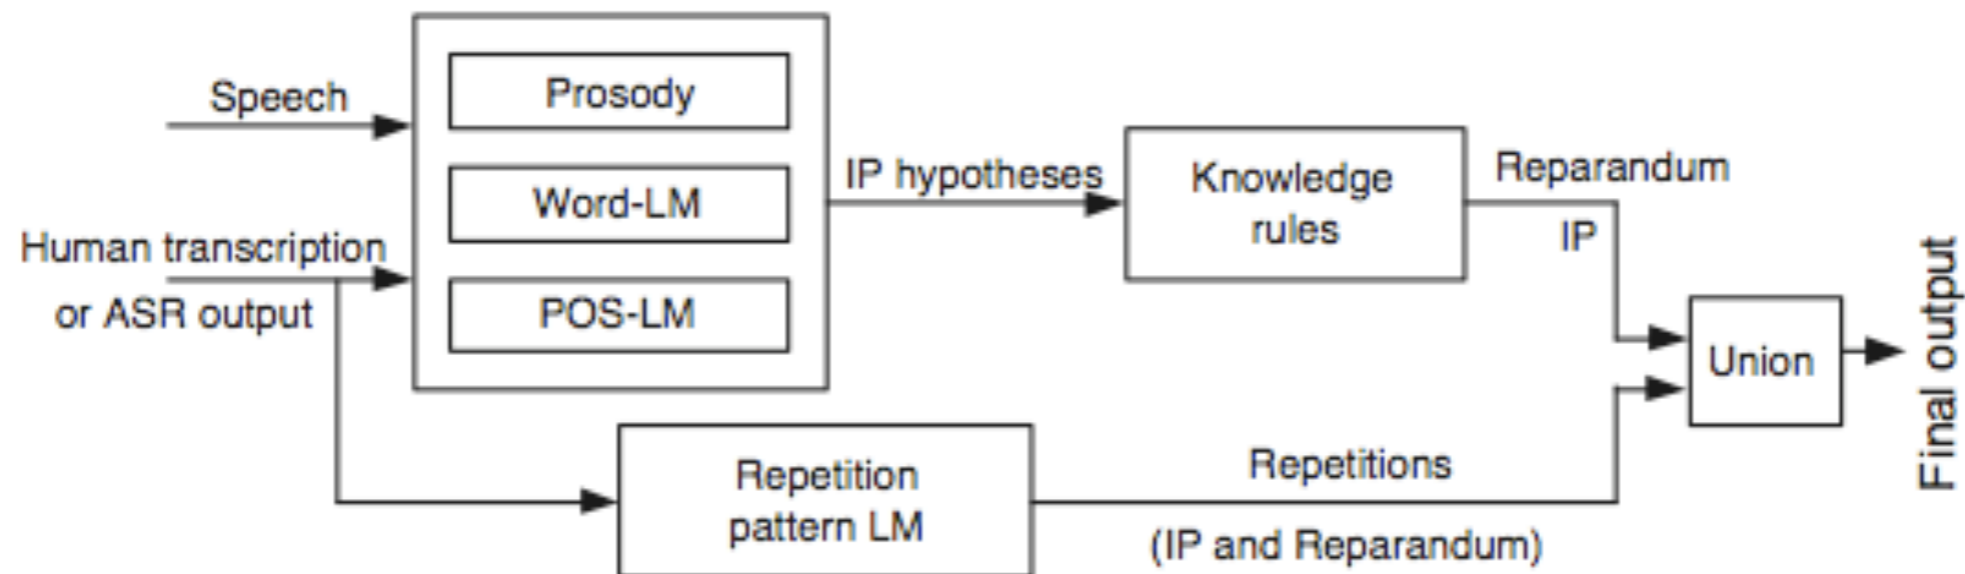 Speech
Human transcription
or ASR output
Prosody
Word-LM
POS-LM
IP hypotheses
Knowledge
rules
Reparandum
IP
Repetition
pattern LM
Repetitions
(IP and Reparandum)
Union
Final output